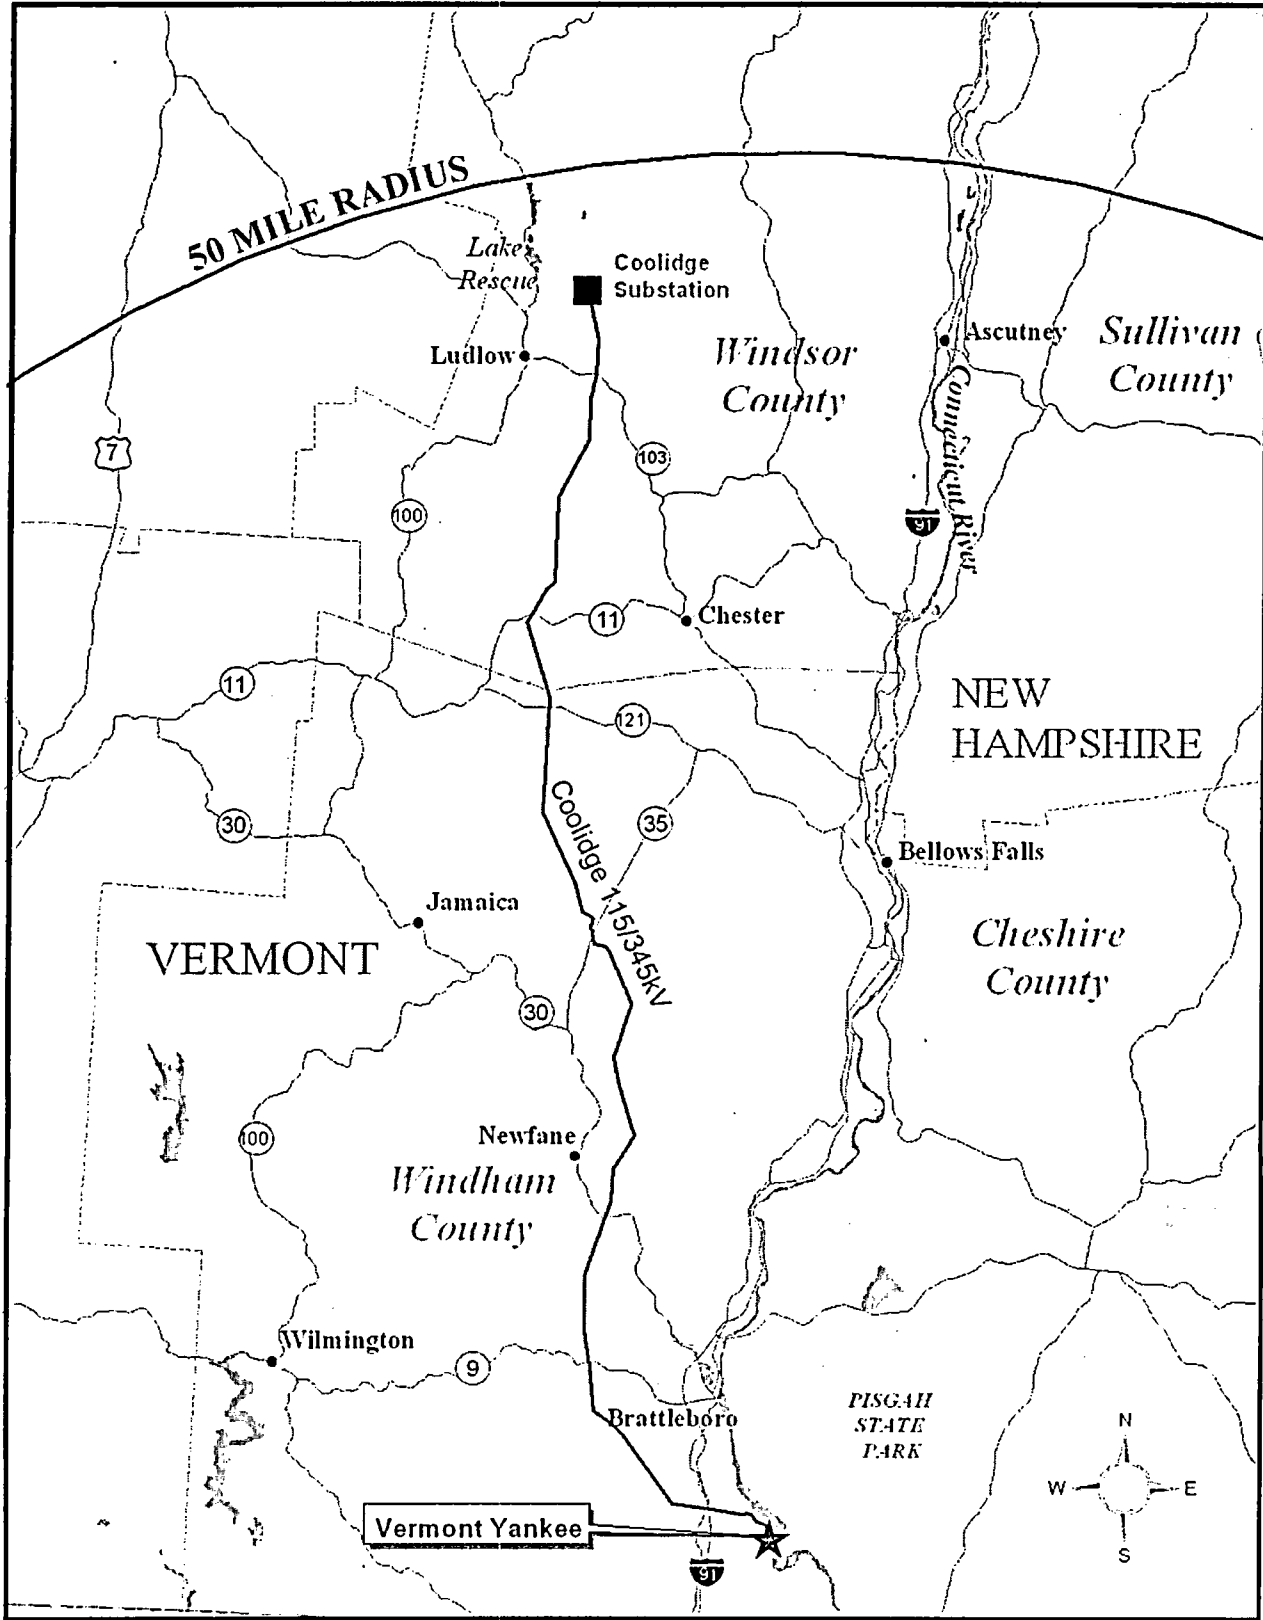 50 MILE RADIUS
Lake
Rescue
Coolidge
Substation
Ludlow
Windsor
County
Ascutney
Sullivan
County
Connecticut River
7
103
100
91
11
Chester
11
121
NEW
HAMPSHIRE
30
35
Coolidge 115/345kV
Bellows Falls
Jamaica
VERMONT
Cheshire
County
30
100
Newfane
Windham
County
Wilmington
9
Brattleboro
PISGAH
STATE
PARK
N
W
E
S
Vermont Yankee
91